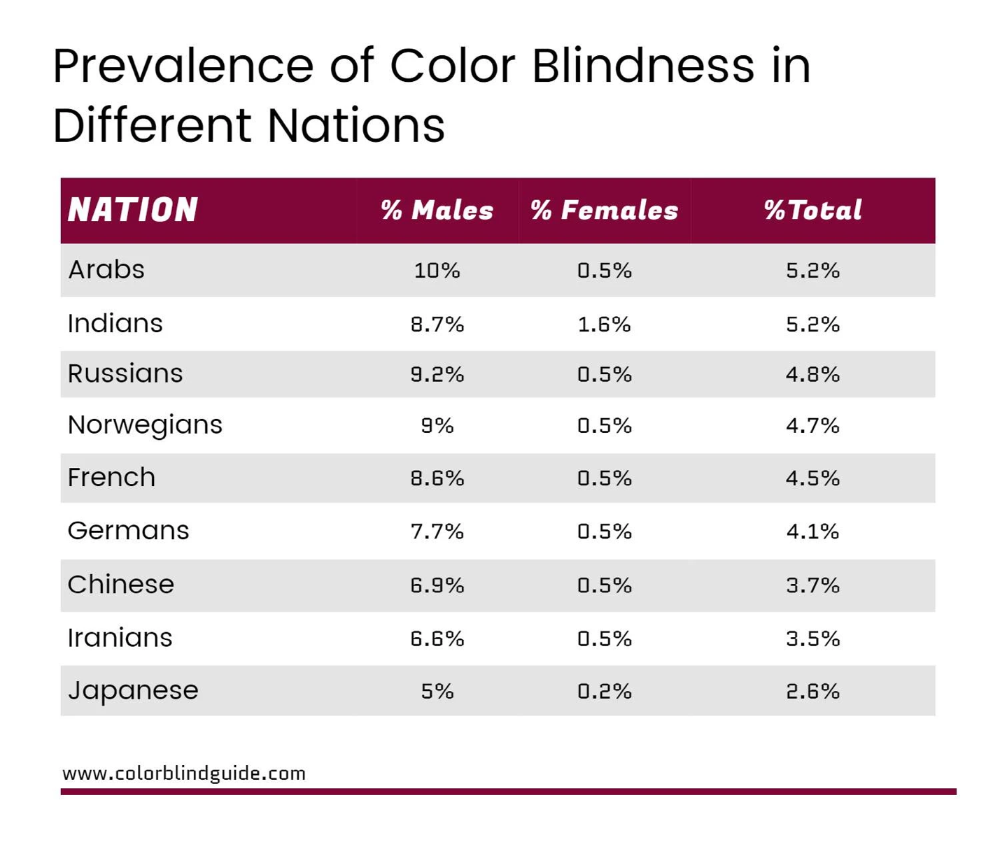 Prevalence of Color Blindness in
Different Nations
NATION % Males % Females %Total
Arabs 10% 0.5% 5.2%
Indians 8.7% 1.6% 5.2%
Russians 9.2% 0.5% 4.8%
Norwegians 9% 0.5% 4.7%
French 8.6% 0.5% 4.5%
Germans 7.7% 0.5% 4.1%
Chinese 6.9% 0.5% 3.7%
Iranians 6.6% 0.5% 3.5%
Japanese 5% 0.2% 2.6%
www.colorblindguide.com